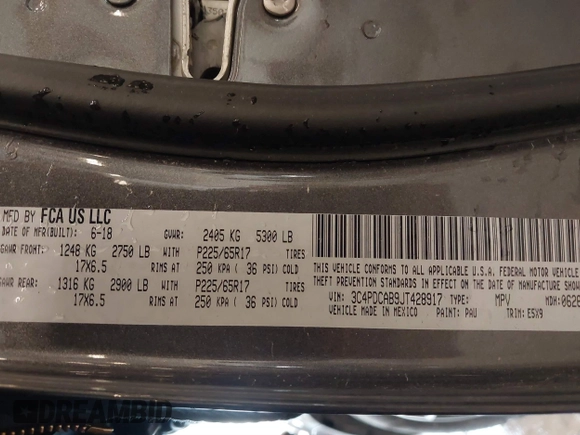 MFD BY FCA US LLC
DATE OF MFR(BUILT): 6-18 GVWR: 2405 KG 5300 LB
GAWR FRONT: 1248 KG 2750 LB WITH P225/65R17 TIRES
17X6.5 RIMS AT 250 KPA ( 36 PSI) COLD
GAWR REAR: 1316 KG 2900 LB WITH P225/65R17 TIRES
17X6.5 RIMS AT 250 KPA ( 36 PSI) COLD
THIS VEHICLE CONFORMS TO ALL APPLICABLE U.S.A. FEDERAL MOTOR VEHICLE
THEFT PREVENTION STANDARDS IN EFFECT ON THE DATE OF MANUFACTURE SHOW
VIN: 3C4PDCAB9JT428917 TYPE: MPV MDH: 062
VEHICLE MADE IN MEXICO PAINT: PAU TRIM: ESX9
DREAMBID